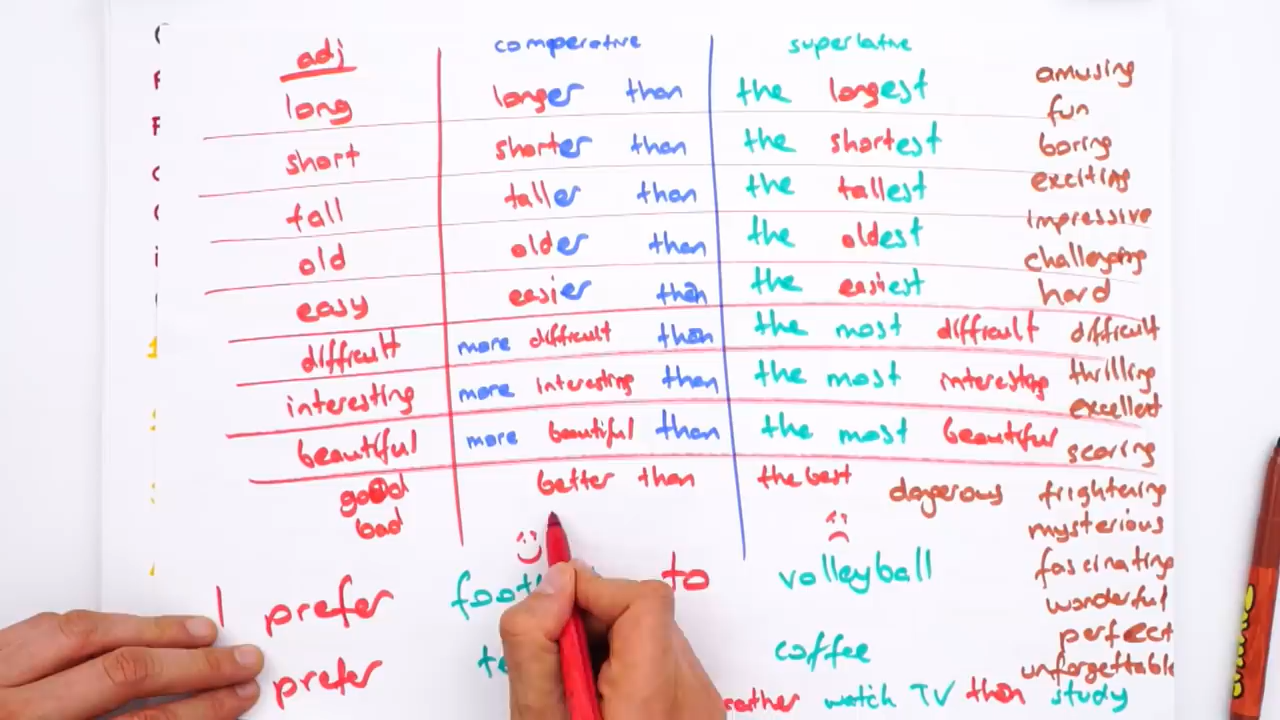 adj comperative superlative
long longer than the longest amusing
fun
short shorter than the shortest boring
tall taller than the tallest exciting
impressive
old older than the oldest challenging
easy easier than the easiest hard
difficult more difficult than the most difficult difficult
interesting more interesting than the most interesting thrilling
excellent
beautiful more beautiful than the most beautiful scaring
good better than the best dangerous frightening
bad mysterious
I prefer to volleyball fascinating
wonderful
prefer coffee perfect
unforgettable
rather watch TV than study